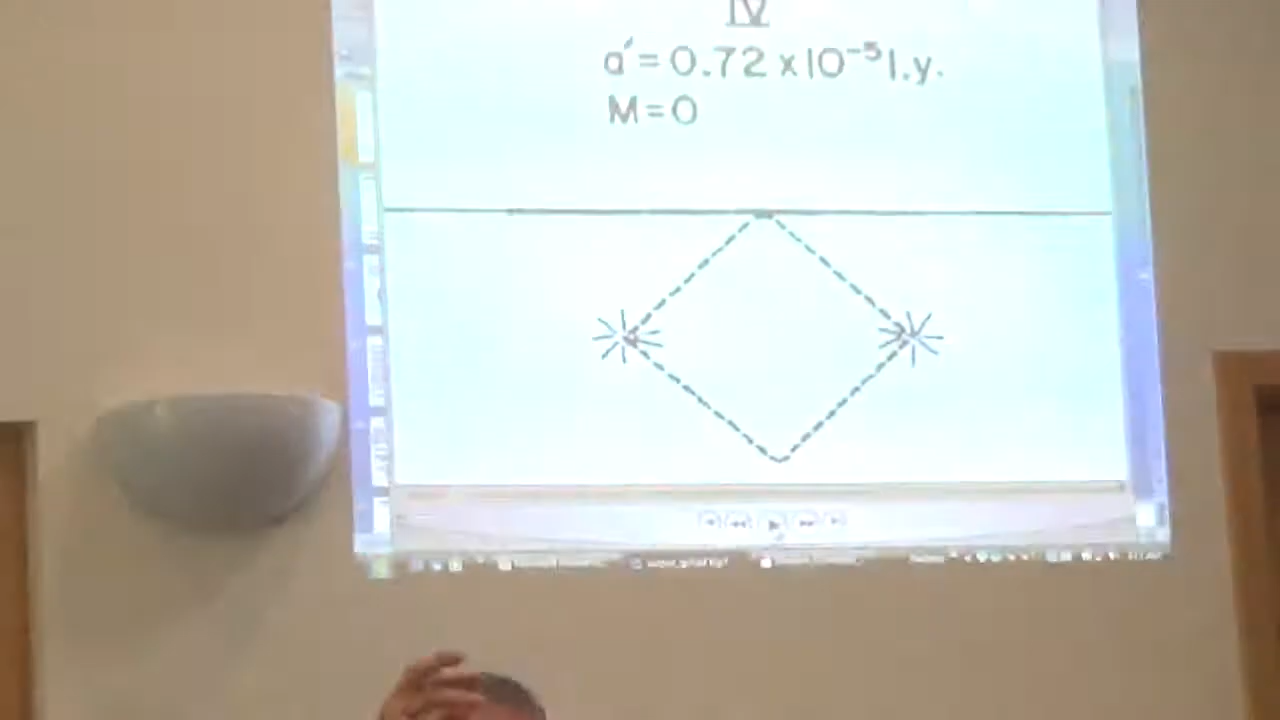 IV
a′ = 0.72 x 10⁻⁵ l.y.
M = 0